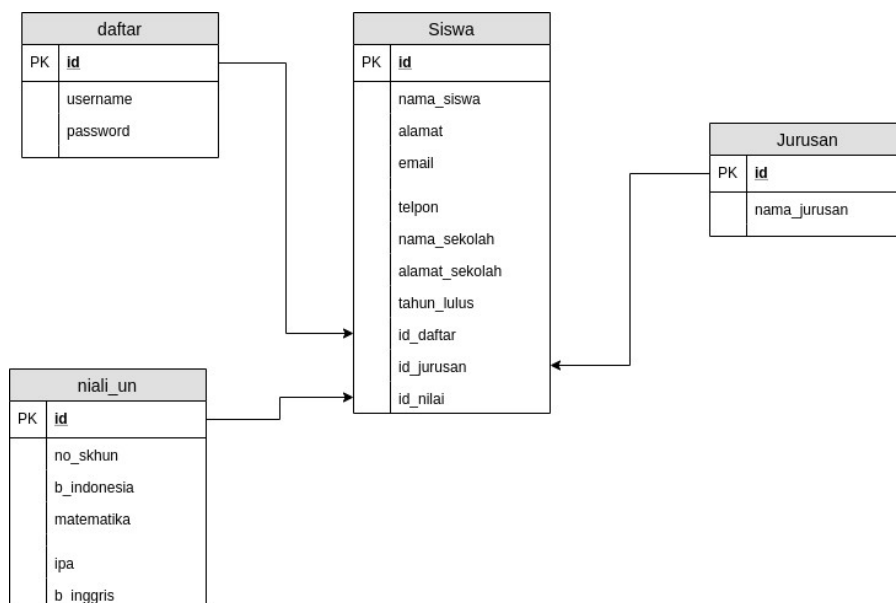 daftar
PK id
username
password
Siswa
PK id
nama_siswa
alamat
email
telpon
nama_sekolah
alamat_sekolah
tahun_lulus
id_daftar
id_jurusan
id_nilai
Jurusan
PK id
nama_jurusan
niali_un
PK id
no_skhun
b_indonesia
matematika
ipa
b_inggris